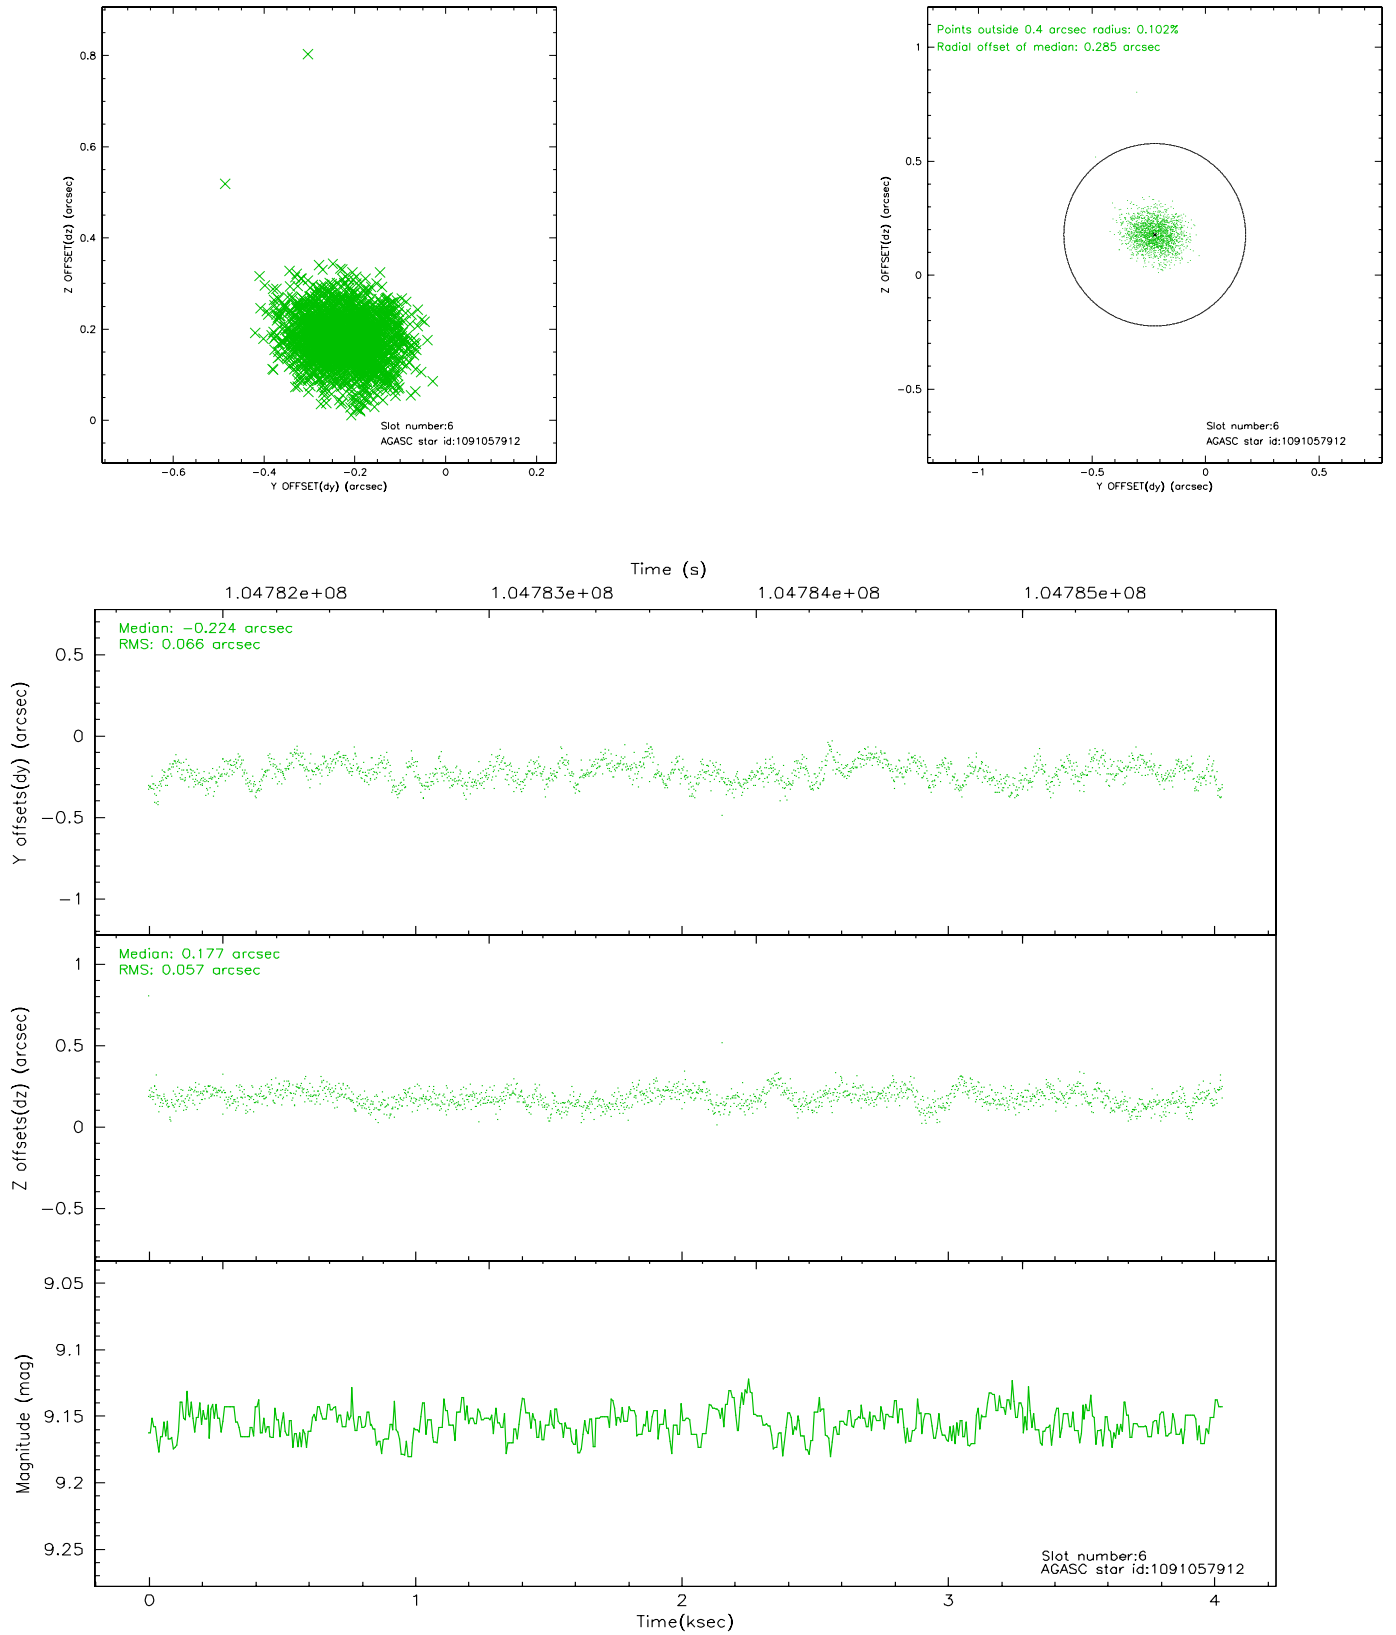 0.8
0.6
0.4
0.2
0
Z OFFSET(dz) (arcsec)
Slot number:6
AGASC star id:1091057912
−0.6
−0.4
−0.2
0
0.2
Y OFFSET(dy) (arcsec)
Points outside 0.4 arcsec radius: 0.102%
Radial offset of median: 0.285 arcsec
1
0.5
0
−0.5
Z OFFSET(dz) (arcsec)
Slot number:6
AGASC star id:1091057912
−1
−0.5
0
0.5
Y OFFSET(dy) (arcsec)
Time (s)
1.04782e+08
1.04783e+08
1.04784e+08
1.04785e+08
Median: −0.224 arcsec
RMS: 0.066 arcsec
0.5
0
−0.5
−1
Y offsets(dy) (arcsec)
Median: 0.177 arcsec
RMS: 0.057 arcsec
1
0.5
0
−0.5
Z offsets(dz) (arcsec)
9.05
9.1
9.15
9.2
9.25
Magnitude (mag)
Slot number:6
AGASC star id:1091057912
0
1
2
3
4
Time(ksec)